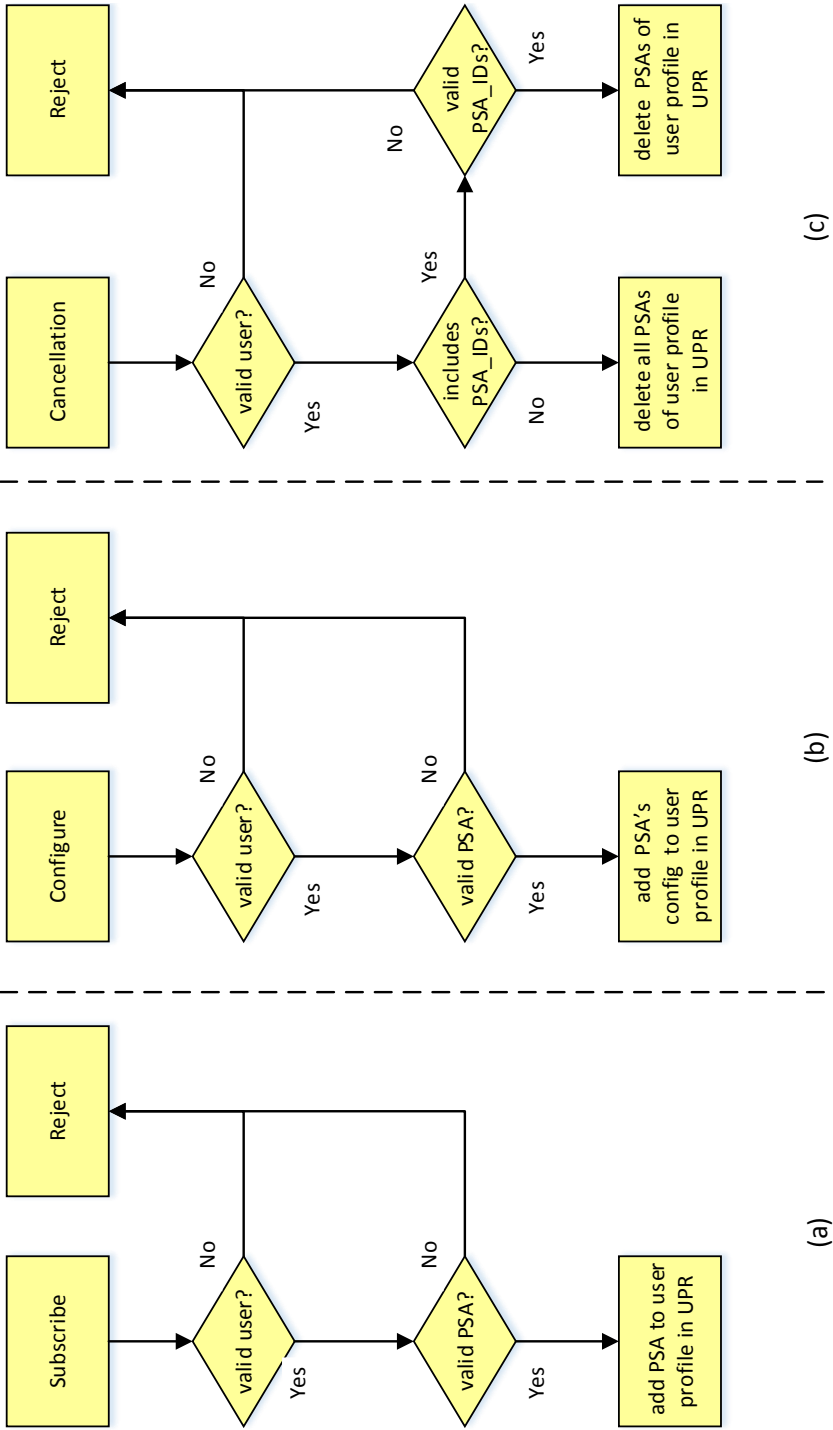 Subscribe
Reject
valid user?
No
Yes
valid PSA?
No
Yes
add PSA to user
profile in UPR
(a)
Configure
Reject
valid user?
No
Yes
valid PSA?
No
Yes
add PSA's
config to user
profile in UPR
(b)
Cancellation
Reject
valid user?
No
Yes
includes
PSA_IDs?
Yes
No
valid
PSA_IDs?
No
Yes
delete all PSAs
of user profile
in UPR
delete PSAs of
user profile in
UPR
(c)